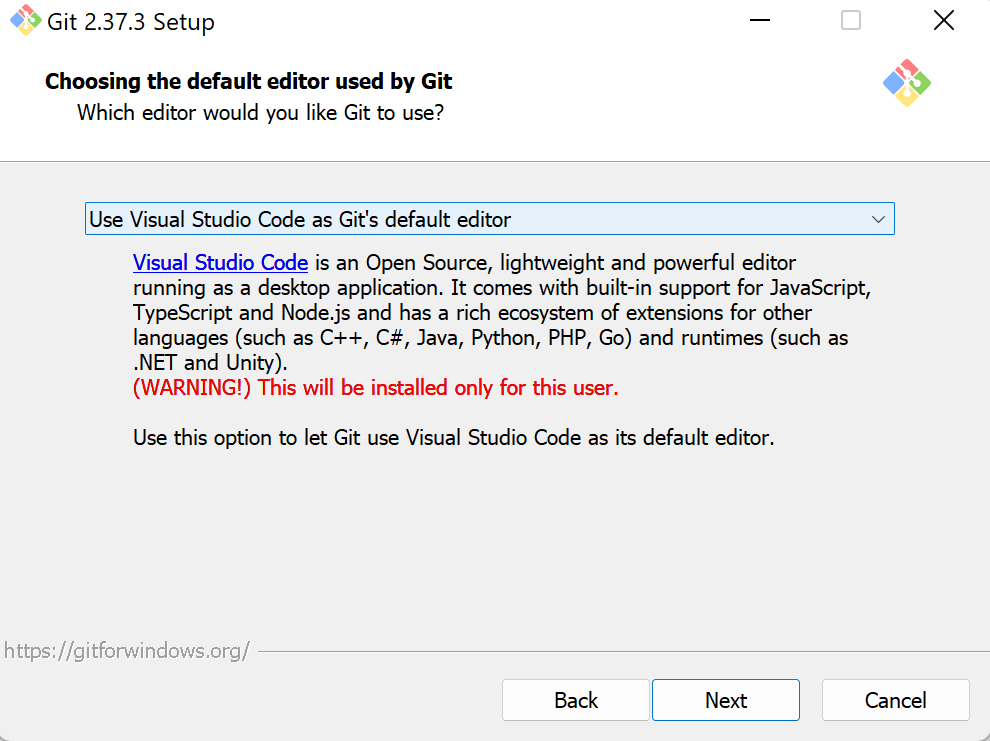 Git 2.37.3 Setup
Choosing the default editor used by Git
Which editor would you like Git to use?
Use Visual Studio Code as Git's default editor
Visual Studio Code is an Open Source, lightweight and powerful editor
running as a desktop application. It comes with built-in support for JavaScript,
TypeScript and Node.js and has a rich ecosystem of extensions for other
languages (such as C++, C#, Java, Python, PHP, Go) and runtimes (such as
.NET and Unity).
(WARNING!) This will be installed only for this user.
Use this option to let Git use Visual Studio Code as its default editor.
https://gitforwindows.org/
Back Next Cancel